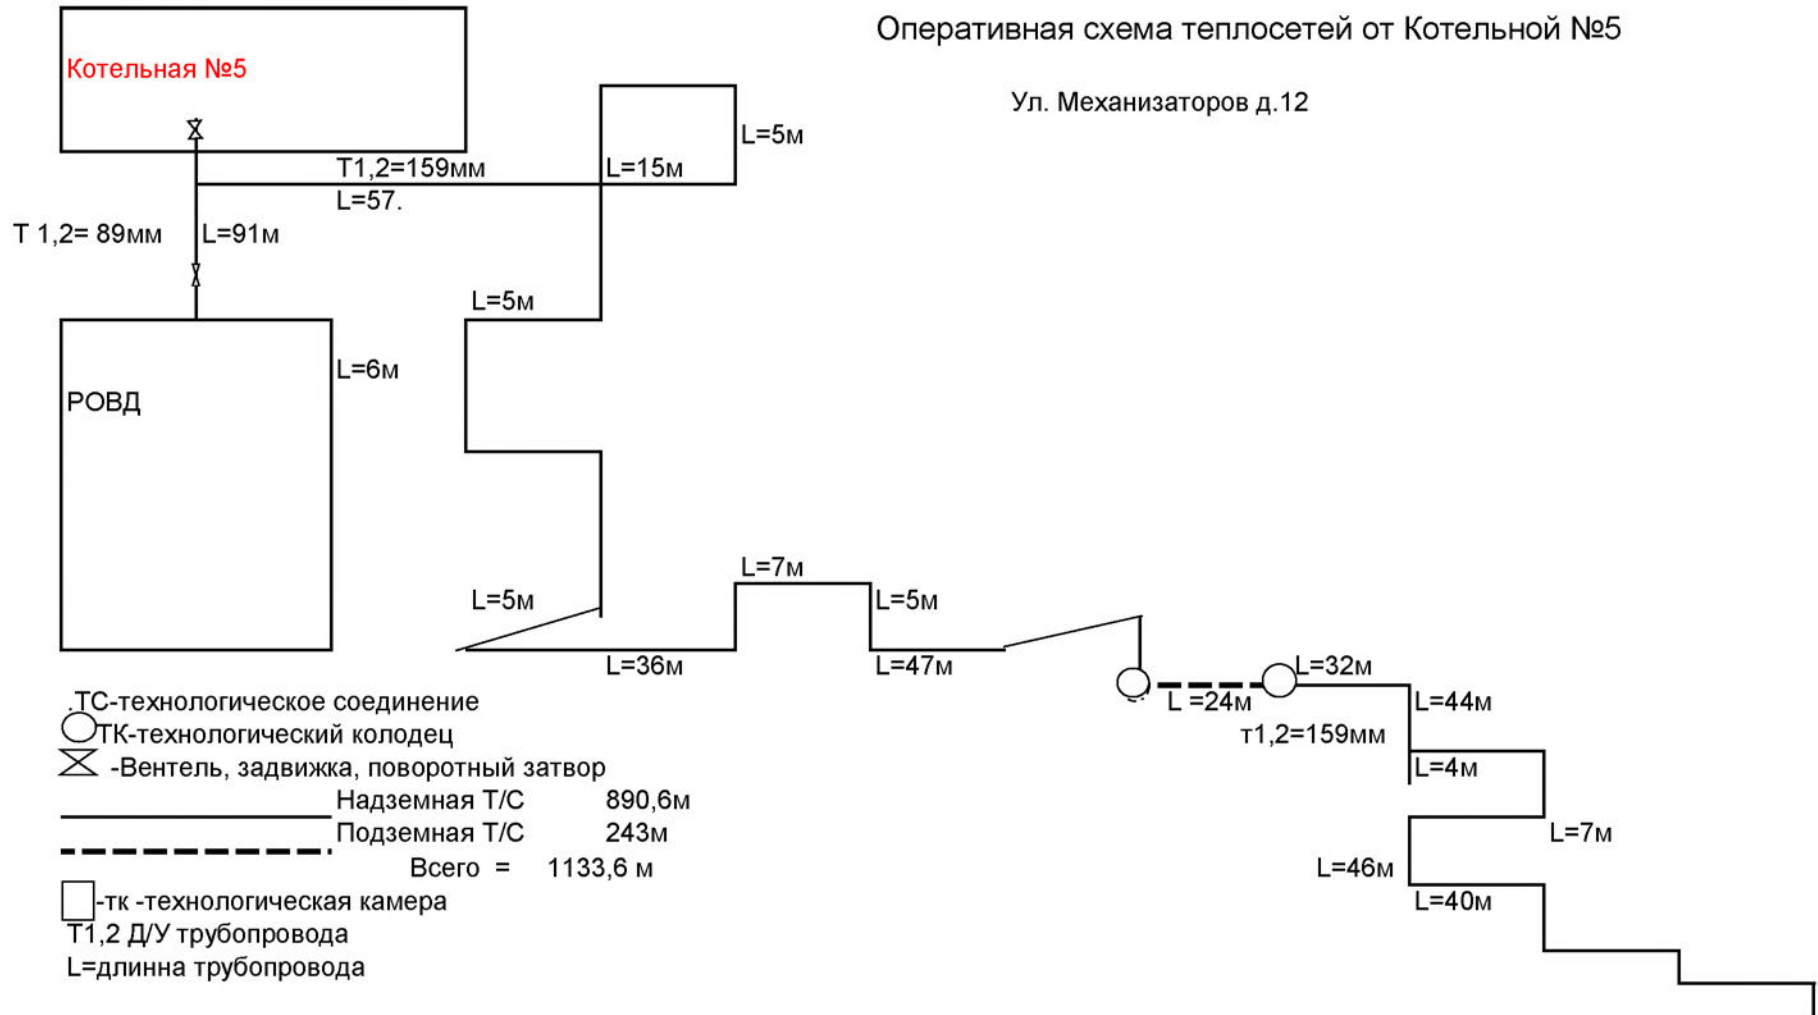 Оперативная схема теплосетей от Котельной №5
Котельная №5
Ул. Механизаторов д.12
L=5м
Т1,2=159мм
L=15м
L=57.
Т 1,2= 89мм
L=91м
L=5м
L=6м
РОВД
L=7м
L=5м
L=5м
L=36м
L=47м
L=32м
L =24м
L=44м
т1,2=159мм
L=4м
L=7м
L=46м
L=40м
.ТС-технологическое соединение
ТК-технологический колодец
-Вентель, задвижка, поворотный затвор
Надземная Т/С 890,6м
Подземная Т/С 243м
Всего = 1133,6 м
-тк -технологическая камера
Т1,2 Д/У трубопровода
L=длинна трубопровода